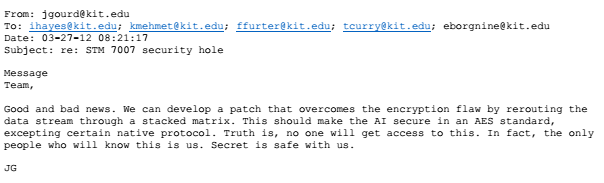 From: jgourd@kit.edu
To: ihayes@kit.edu; kmehmet@kit.edu; ffurter@kit.edu; tcurry@kit.edu; eborgnine@kit.edu
Date: 03-27-12 08:21:17
Subject: re: STM 7007 security hole
Message
Team,
Good and bad news. We can develop a patch that overcomes the encryption flaw by rerouting the
data stream through a stacked matrix. This should make the AI secure in an AES standard,
excepting certain native protocol. Truth is, no one will get access to this. In fact, the only
people who will know this is us. Secret is safe with us.
JG